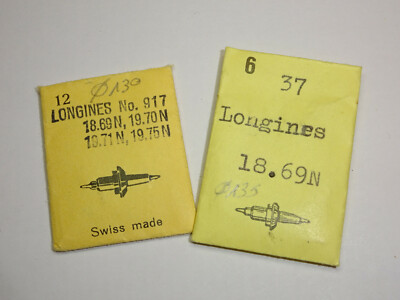 12
Ø130
LONGINES No. 917
18.69N, 19.70N
18.71N, 19.75N
Swiss made
6
37
Longines
18.69N
Ø135